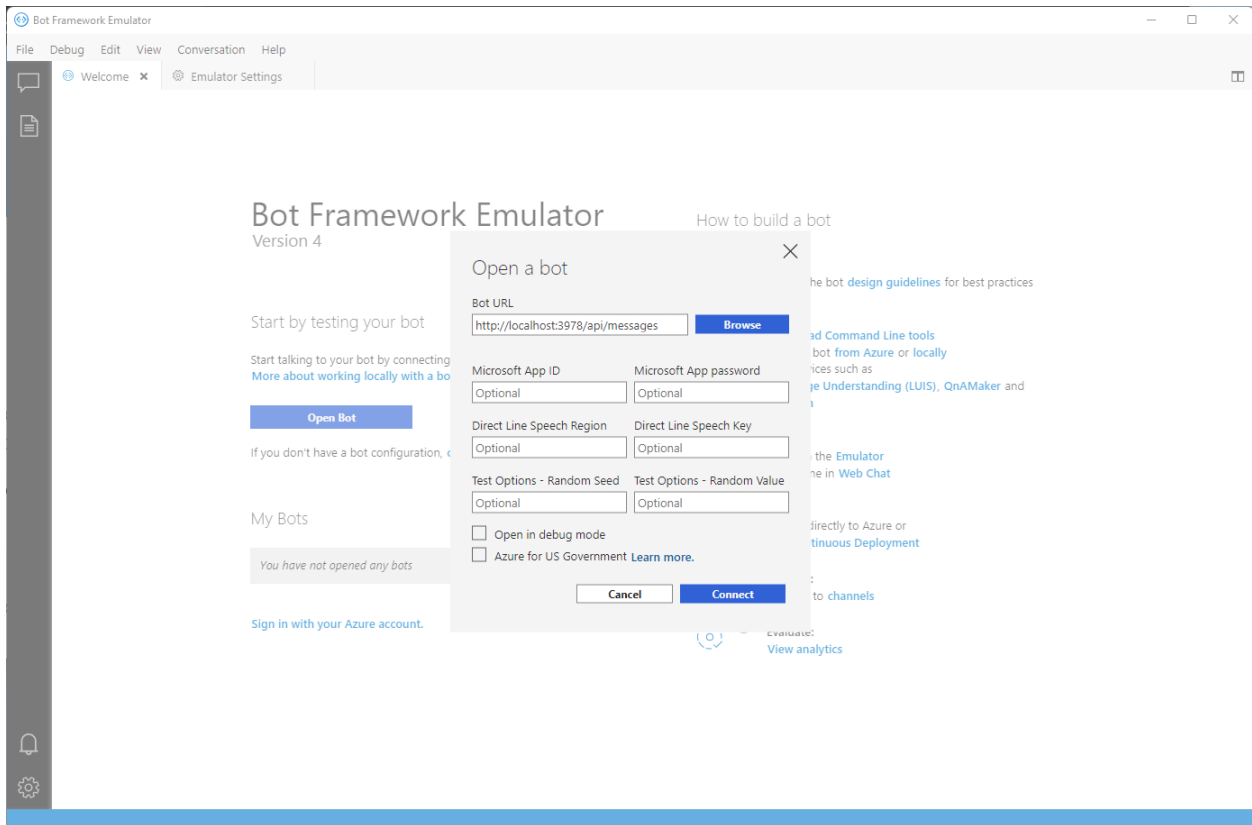 Bot Framework Emulator
File Debug Edit View Conversation Help
Welcome Emulator Settings
Bot Framework Emulator
Version 4
How to build a bot
Open a bot
Bot URL
http://localhost:3978/api/messages Browse
Microsoft App ID Microsoft App password
Optional Optional
Direct Line Speech Region Direct Line Speech Key
Optional Optional
Test Options - Random Seed Test Options - Random Value
Optional Optional
Open in debug mode
Azure for US Government Learn more.
Cancel Connect
Start by testing your bot
Start talking to your bot by connecting
More about working locally with a
Open Bot
If you don't have a bot configuration,
My Bots
You have not opened any bots
Sign in with your Azure account.
bot design guidelines for best practices
Command Line tools
bot from Azure or locally
such as
Understanding (LUIS), QnAMaker and
the Emulator
in Web Chat
directly to Azure or
Deployment
to channels
Evaluate:
View analytics